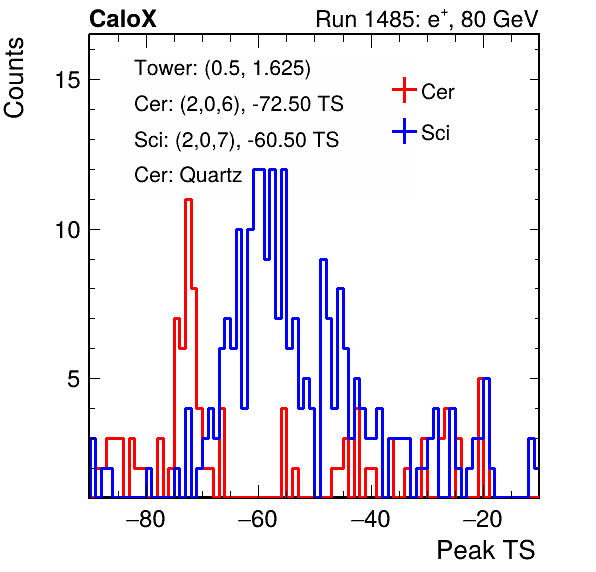 CaloX Run 1485: e+, 80 GeV
Counts
Tower: (0.5, 1.625)
Cer: (2,0,6), -72.50 TS
Sci: (2,0,7), -60.50 TS
Cer: Quartz
Cer
Sci
15
10
5
−80 −60 −40 −20
Peak TS